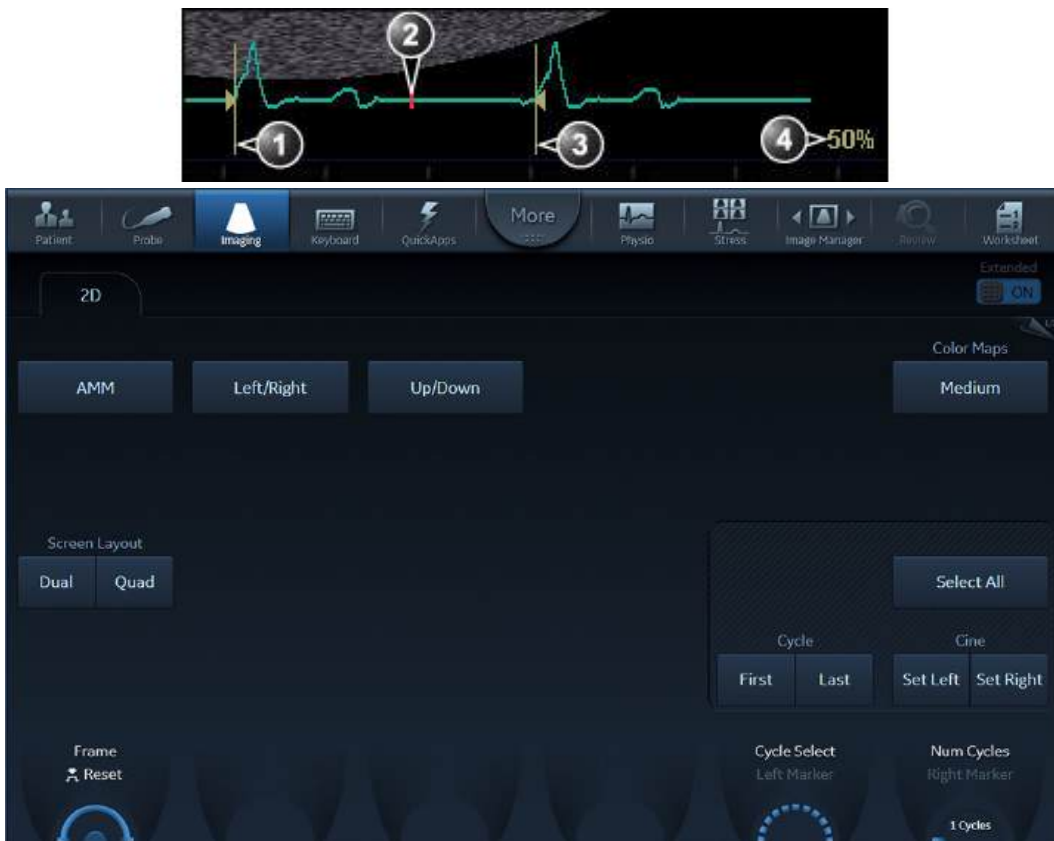 2
1
3
4
50%
Patient
Probe
Imaging
Keyboard
QuickApps
More
Physio
Stress
Image Manager
Review
Worksheet
2D
Extended
ON
Color Maps
AMM
Left/Right
Up/Down
Medium
Screen Layout
Dual
Quad
Select All
Cycle
Cine
First
Last
Set Left
Set Right
Frame
Reset
Cycle Select
Left Marker
Num Cycles
Right Marker
1 Cycles